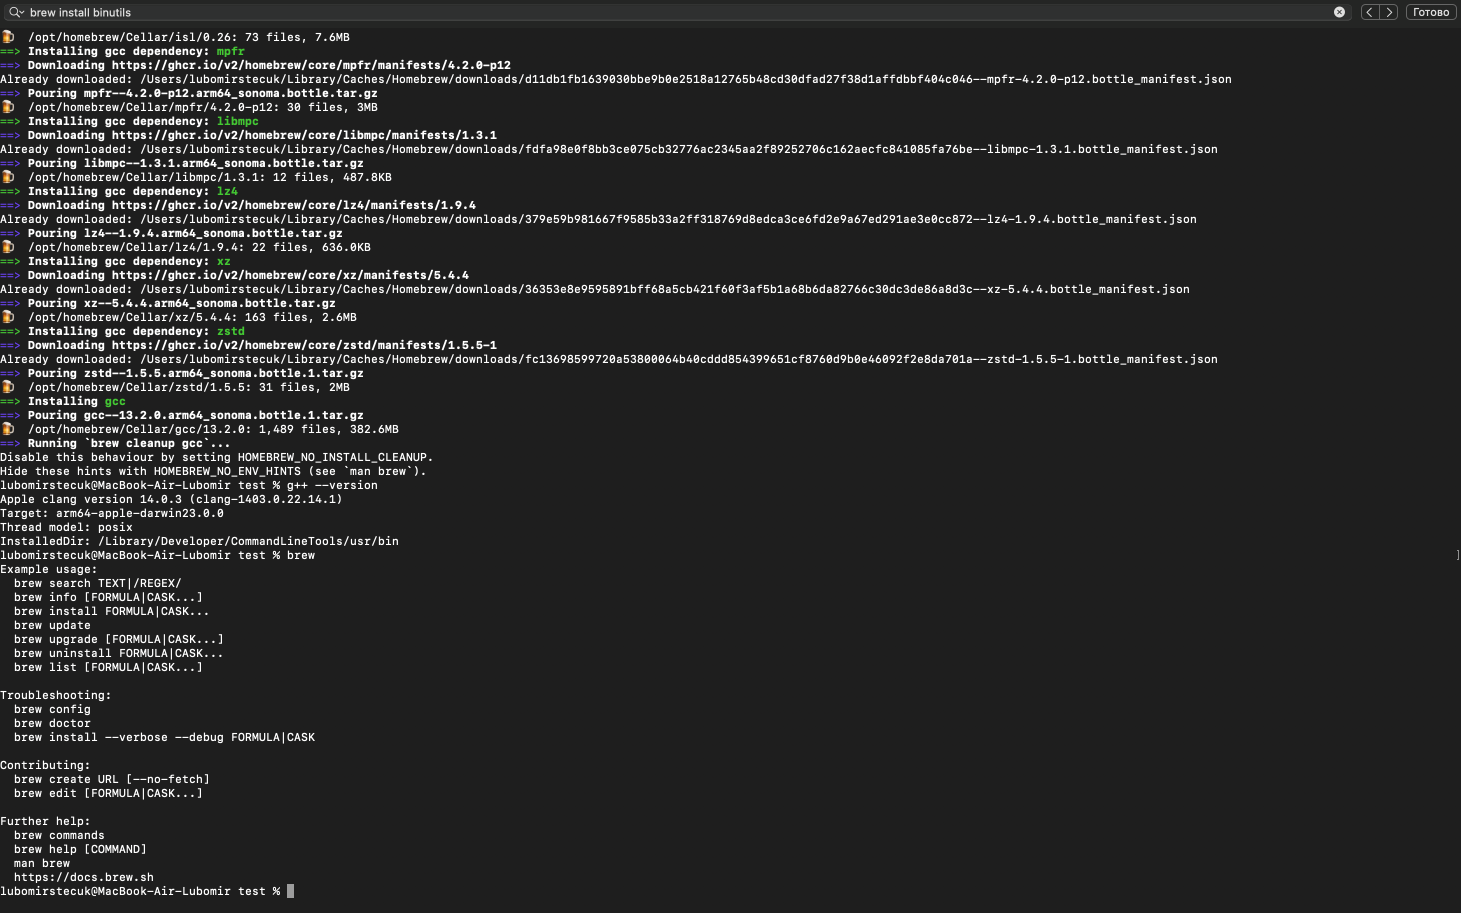 brew install binutils
Готово
/opt/homebrew/Cellar/isl/0.26: 73 files, 7.6MB
==> Installing gcc dependency: mpfr
==> Downloading https://ghcr.io/v2/homebrew/core/mpfr/manifests/4.2.0-p12
Already downloaded: /Users/lubomirstecuk/Library/Caches/Homebrew/downloads/d11db1fb1639030bbe9b0e2518a12765b48cd30dfad27f38d1affdbbf404c046--mpfr-4.2.0-p12.bottle_manifest.json
==> Pouring mpfr--4.2.0-p12.arm64_sonoma.bottle.tar.gz
/opt/homebrew/Cellar/mpfr/4.2.0-p12: 30 files, 3MB
==> Installing gcc dependency: libmpc
==> Downloading https://ghcr.io/v2/homebrew/core/libmpc/manifests/1.3.1
Already downloaded: /Users/lubomirstecuk/Library/Caches/Homebrew/downloads/fdfa98e0f8bb3ce075cb32776ac2345aa2f89252706c162aecfc841085fa76be--libmpc-1.3.1.bottle_manifest.json
==> Pouring libmpc--1.3.1.arm64_sonoma.bottle.tar.gz
/opt/homebrew/Cellar/libmpc/1.3.1: 12 files, 487.8KB
==> Installing gcc dependency: lz4
==> Downloading https://ghcr.io/v2/homebrew/core/lz4/manifests/1.9.4
Already downloaded: /Users/lubomirstecuk/Library/Caches/Homebrew/downloads/379e59b981667f9585b33a2ff318769d8edca3ce6fd2e9a67ed291ae3e0cc872--lz4-1.9.4.bottle_manifest.json
==> Pouring lz4--1.9.4.arm64_sonoma.bottle.tar.gz
/opt/homebrew/Cellar/lz4/1.9.4: 22 files, 636.0KB
==> Installing gcc dependency: xz
==> Downloading https://ghcr.io/v2/homebrew/core/xz/manifests/5.4.4
Already downloaded: /Users/lubomirstecuk/Library/Caches/Homebrew/downloads/36353e8e9595891bff68a5cb421f60f3af5b1a68b6da82766c30dc3de86a8d3c--xz-5.4.4.bottle_manifest.json
==> Pouring xz--5.4.4.arm64_sonoma.bottle.tar.gz
/opt/homebrew/Cellar/xz/5.4.4: 163 files, 2.6MB
==> Installing gcc dependency: zstd
==> Downloading https://ghcr.io/v2/homebrew/core/zstd/manifests/1.5.5-1
Already downloaded: /Users/lubomirstecuk/Library/Caches/Homebrew/downloads/fc13698599720a53800064b40cddd854399651cf8760d9b0e46092f2e8da701a--zstd-1.5.5-1.bottle_manifest.json
==> Pouring zstd--1.5.5.arm64_sonoma.bottle.1.tar.gz
/opt/homebrew/Cellar/zstd/1.5.5: 31 files, 2MB
==> Installing gcc
==> Pouring gcc--13.2.0.arm64_sonoma.bottle.1.tar.gz
/opt/homebrew/Cellar/gcc/13.2.0: 1,489 files, 382.6MB
==> Running `brew cleanup gcc`...
Disable this behaviour by setting HOMEBREW_NO_INSTALL_CLEANUP.
Hide these hints with HOMEBREW_NO_ENV_HINTS (see `man brew`).
lubomirstecuk@MacBook-Air-Lubomir test % g++ --version
Apple clang version 14.0.3 (clang-1403.0.22.14.1)
Target: arm64-apple-darwin23.0.0
Thread model: posix
InstalledDir: /Library/Developer/CommandLineTools/usr/bin
lubomirstecuk@MacBook-Air-Lubomir test % brew
Example usage:
  brew search TEXT|/REGEX/
  brew info [FORMULA|CASK...]
  brew install FORMULA|CASK...
  brew update
  brew upgrade [FORMULA|CASK...]
  brew uninstall FORMULA|CASK...
  brew list [FORMULA|CASK...]
Troubleshooting:
  brew config
  brew doctor
  brew install --verbose --debug FORMULA|CASK
Contributing:
  brew create URL [--no-fetch]
  brew edit [FORMULA|CASK...]
Further help:
  brew commands
  brew help [COMMAND]
  man brew
  https://docs.brew.sh
lubomirstecuk@MacBook-Air-Lubomir test %